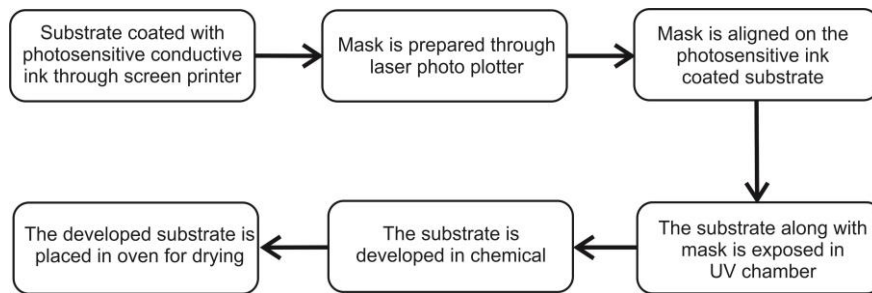 Substrate coated with
photosensitive conductive
ink through screen printer
Mask is prepared through
laser photo plotter
Mask is aligned on the
photosensitive ink
coated substrate
The substrate along with
mask is exposed in
UV chamber
The substrate is
developed in chemical
The developed substrate is
placed in oven for drying